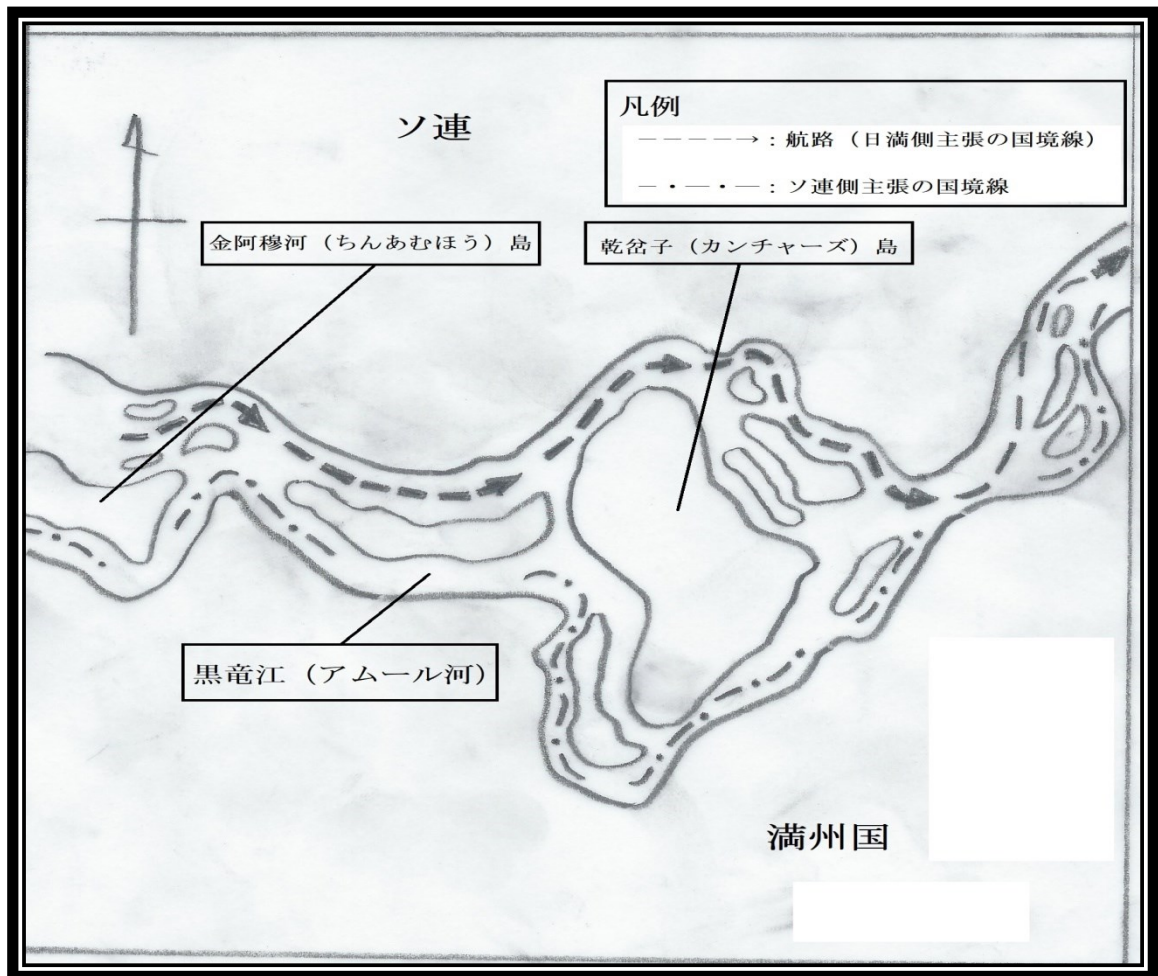 ソ連
凡例
－－－－－→：航路（日満側主張の国境線）
－・－・－：ソ連側主張の国境線
金阿穆河（ちんあむほう）島
乾岔子（カンチャーズ）島
黒竜江（アムール河）
満州国